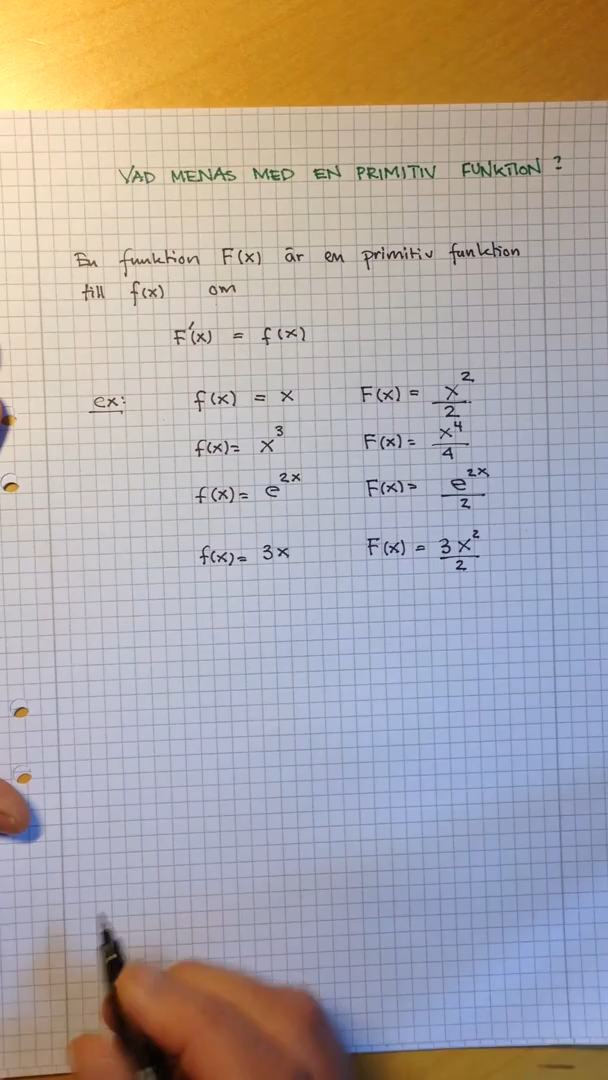 VAD MENAS MED EN PRIMITIV FUNKTION?
En funktion F(x) är en primitiv funktion
till f(x) om
F'(x) = f(x)
ex: f(x) = x F(x) = x²/2
f(x) = x³ F(x) = x⁴/4
f(x) = e^(2x) F(x) = e^(2x)/2
f(x) = 3x F(x) = 3x²/2